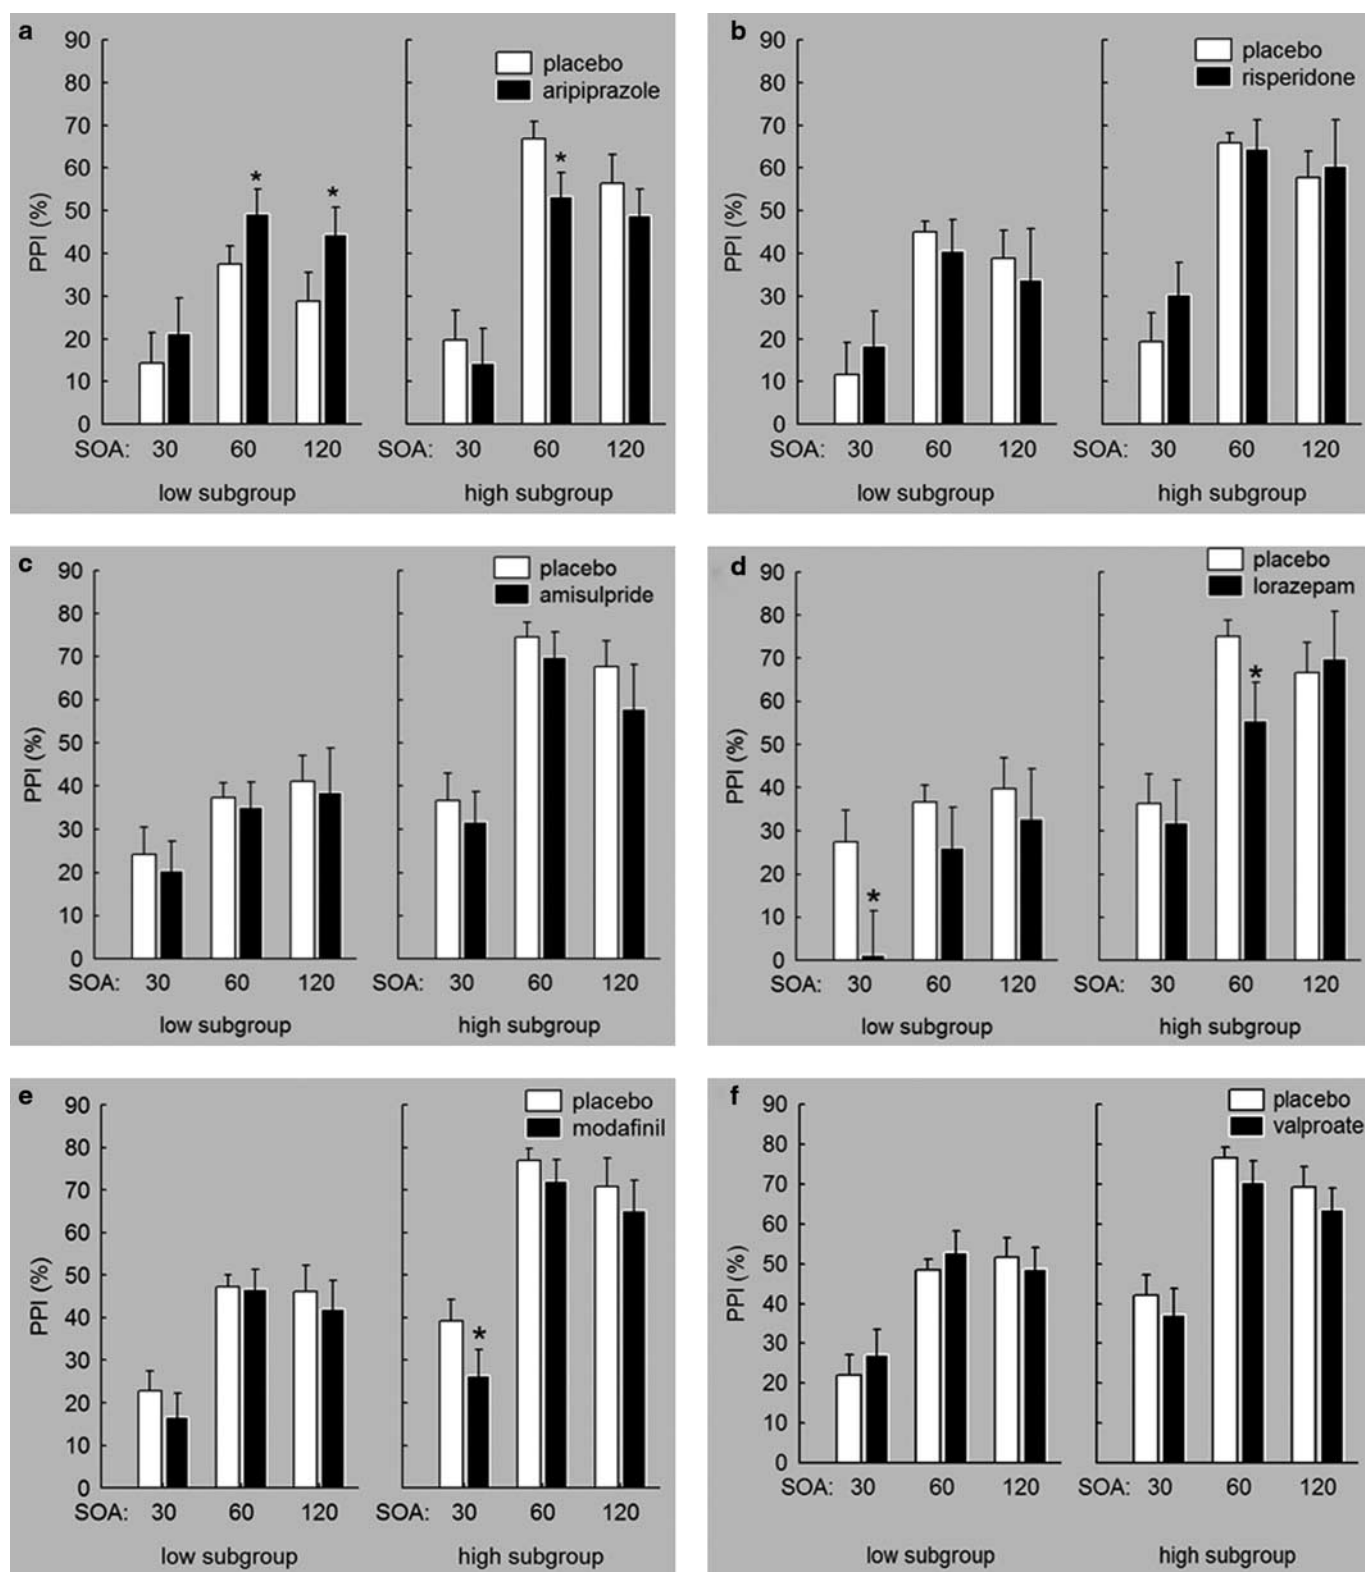 a
90
80
70
60
50
40
30
20
10
0
PPI (%)
placebo
aripiprazole
*
*
*
SOA: 30 60 120 SOA: 30 60 120
low subgroup high subgroup
b
90
80
70
60
50
40
30
20
10
0
PPI (%)
placebo
risperidone
SOA: 30 60 120 SOA: 30 60 120
low subgroup high subgroup
c
90
80
70
60
50
40
30
20
10
0
PPI (%)
placebo
amisulpride
SOA: 30 60 120 SOA: 30 60 120
low subgroup high subgroup
d
90
80
70
60
50
40
30
20
10
0
PPI (%)
placebo
lorazepam
*
*
SOA: 30 60 120 SOA: 30 60 120
low subgroup high subgroup
e
90
80
70
60
50
40
30
20
10
0
PPI (%)
placebo
modafinil
*
SOA: 30 60 120 SOA: 30 60 120
low subgroup high subgroup
f
90
80
70
60
50
40
30
20
10
0
PPI (%)
placebo
valproate
SOA: 30 60 120 SOA: 30 60 120
low subgroup high subgroup